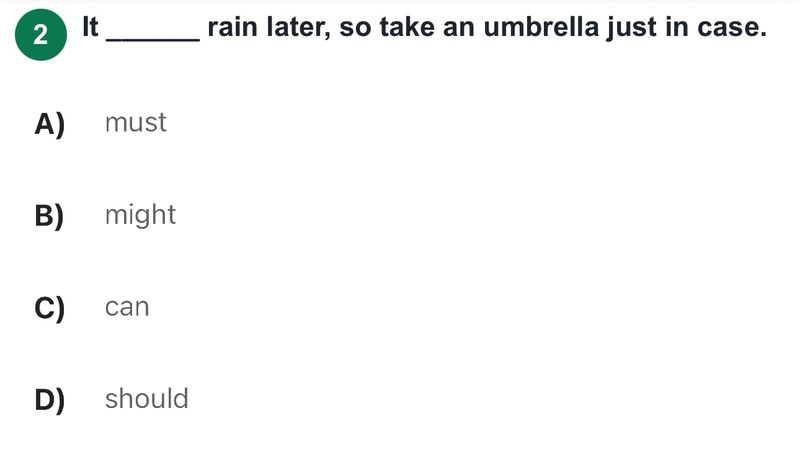 2 It ______ rain later, so take an umbrella just in case.
A) must
B) might
C) can
D) should